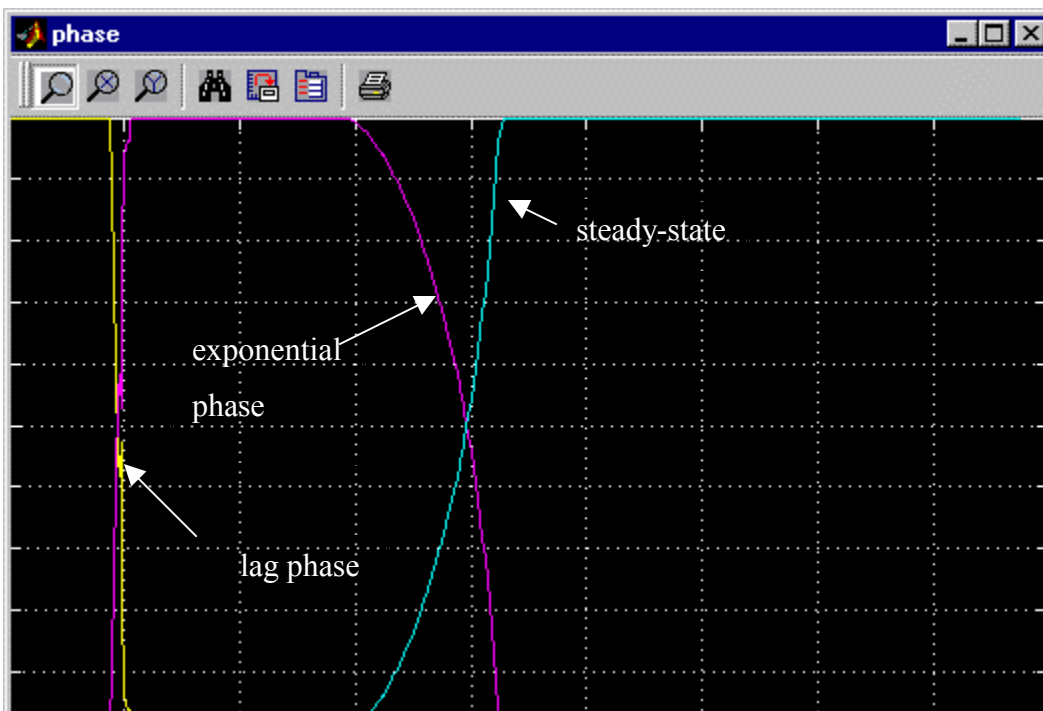 phase
steady-state
exponential
phase
lag phase